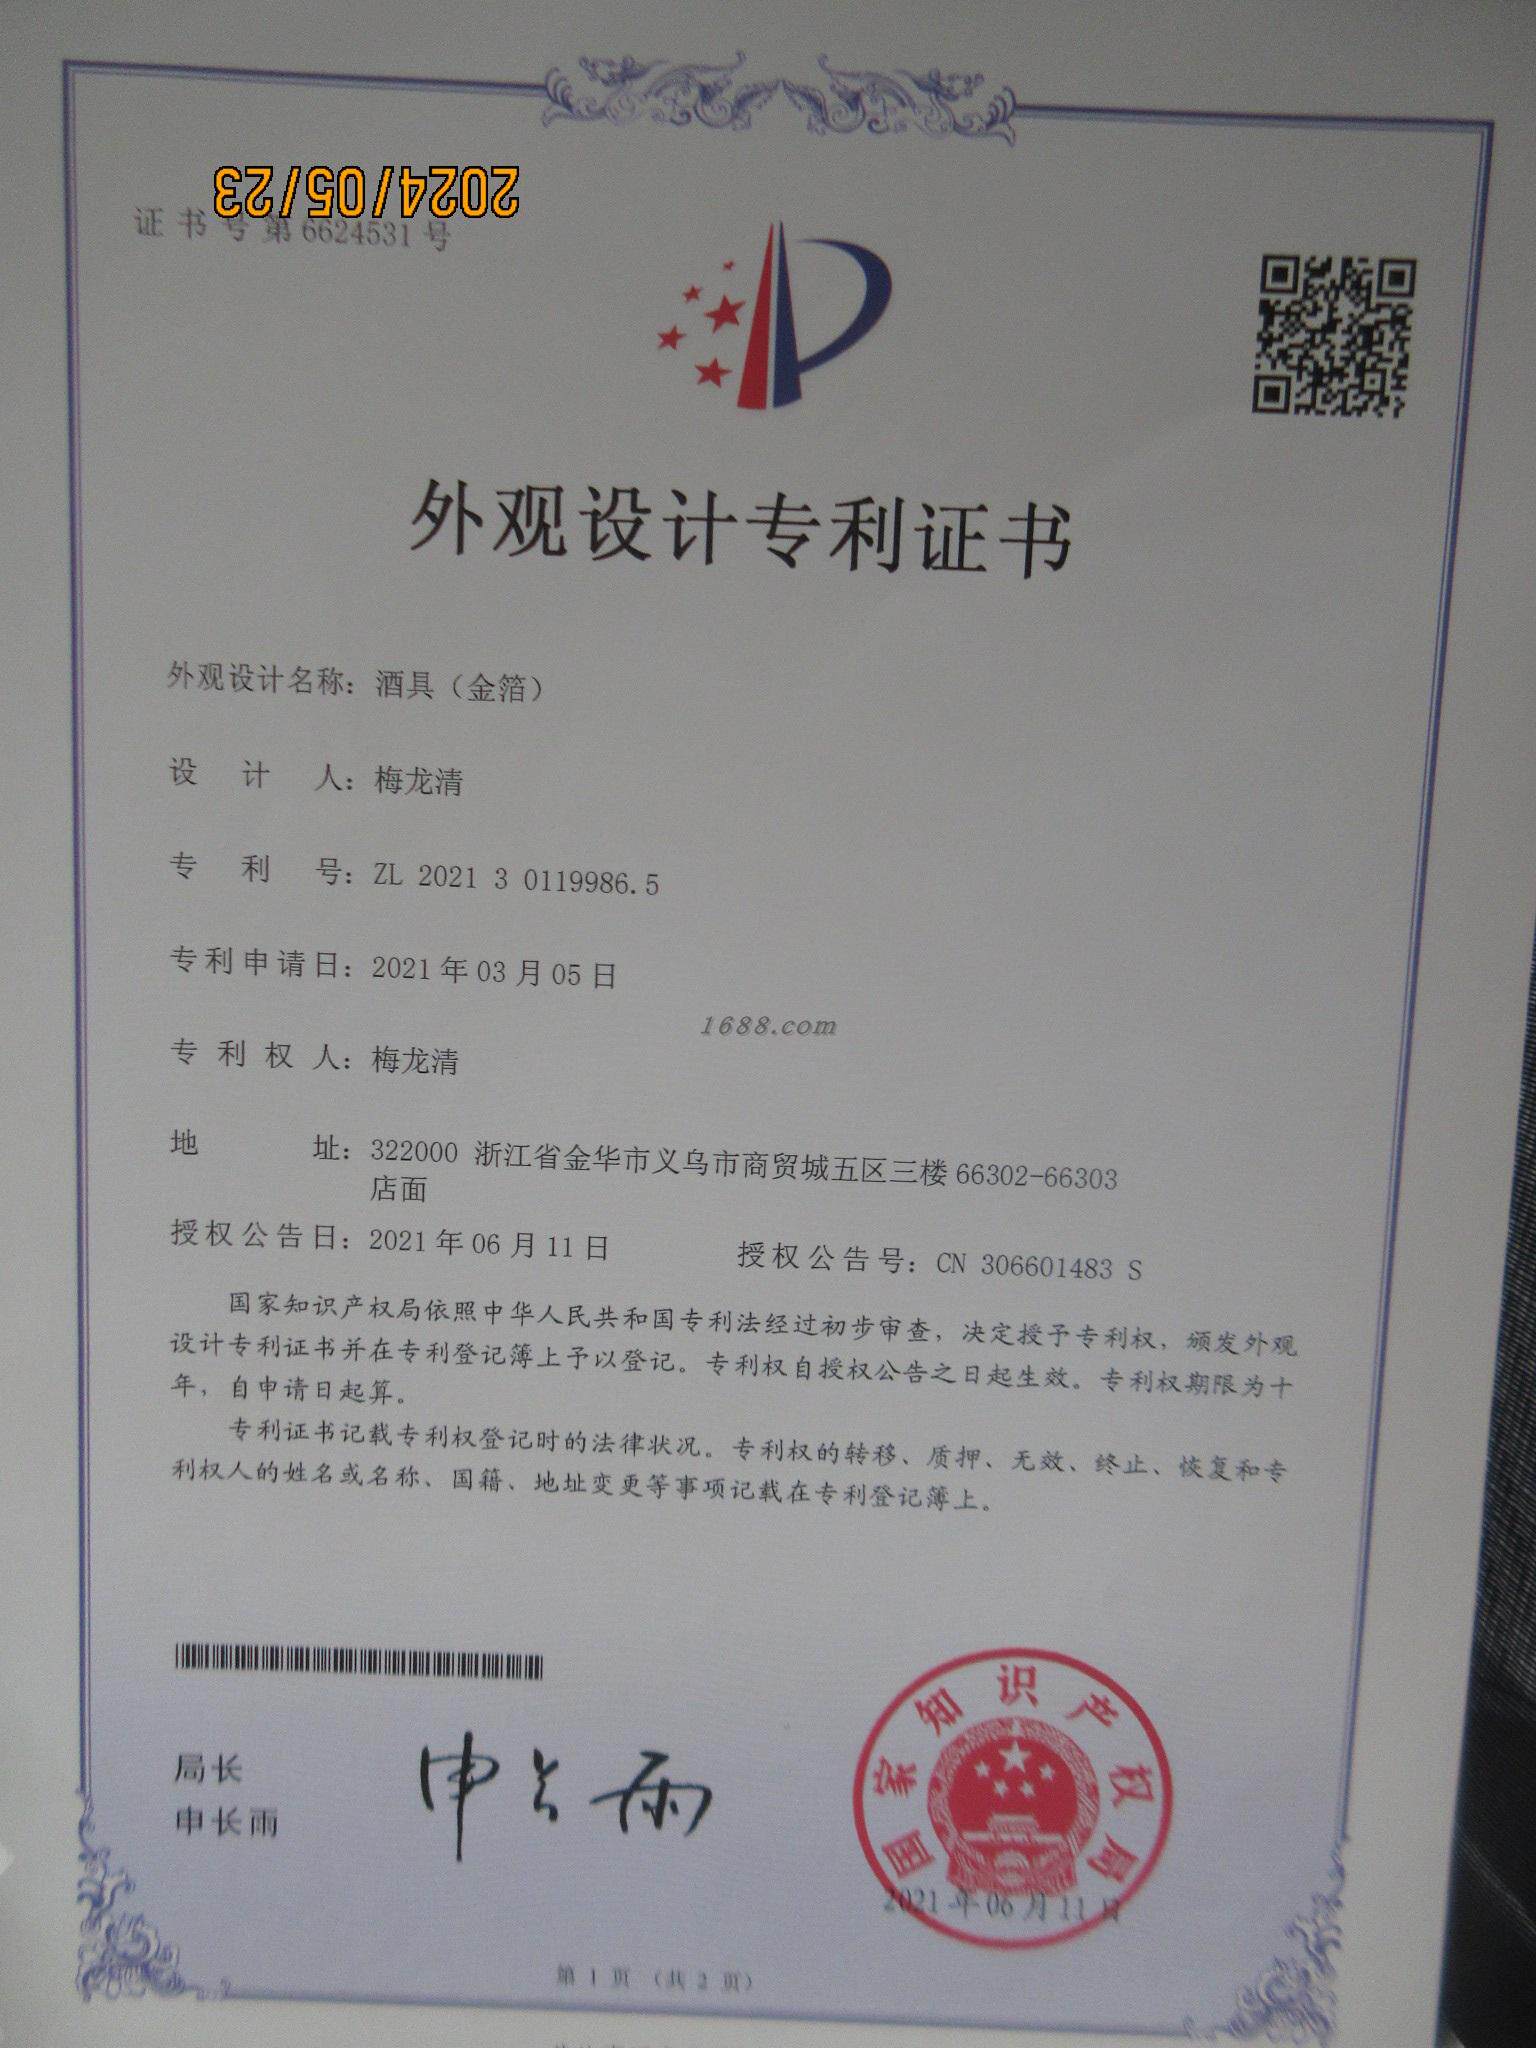 2024/05/23
证书号第6624531号
外观设计专利证书
外观设计名称：酒具（金箔）
设计人：梅龙清
专利号：ZL 2021 3 0119986.5
专利申请日：2021年03月05日
1688.com
专利权人：梅龙清
地址：322000 浙江省金华市义乌市商贸城五区三楼66302-66303
店面
授权公告日：2021年06月11日 授权公告号：CN 306601483 S
国家知识产权局依照中华人民共和国专利法经过初步审查，决定授予专利权，颁发外观
设计专利证书并在专利登记簿上予以登记。专利权自授权公告之日起生效。专利权期限为十
年，自申请日起算。
专利证书记载专利权登记时的法律状况。专利权的转移、质押、无效、终止、恢复和专
利权人的姓名或名称、国籍、地址变更等事项记载在专利登记簿上。
局长
申长雨
申长雨
国家知识产权局
2021年06月11日
第 1 页 （共 2 页）